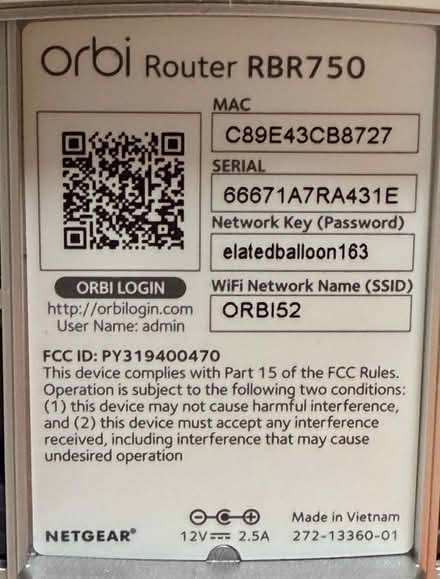 orbi Router RBR750
MAC
C89E43CB8727
SERIAL
66671A7RA431E
Network Key (Password)
elatedballoon163
WiFi Network Name (SSID)
ORBI52
ORBI LOGIN
http://orbilogin.com
User Name: admin
FCC ID: PY319400470
This device complies with Part 15 of the FCC Rules.
Operation is subject to the following two conditions:
(1) this device may not cause harmful interference,
and (2) this device must accept any interference
received, including interference that may cause
undesired operation
NETGEAR®
12V 2.5A
Made in Vietnam
272-13360-01